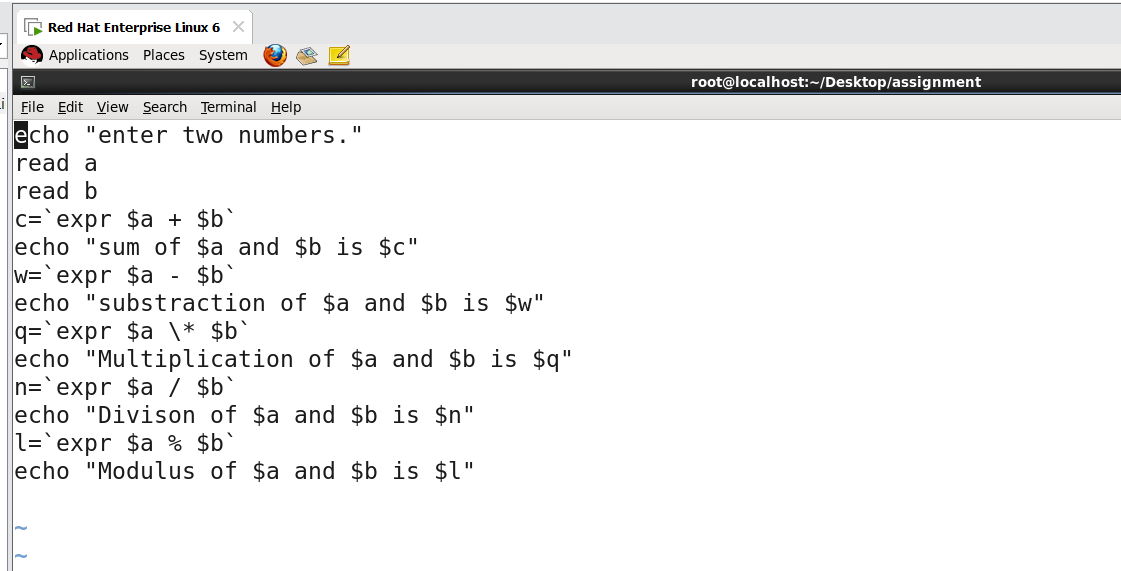 Red Hat Enterprise Linux 6
Applications Places System
root@localhost:~/Desktop/assignment
File Edit View Search Terminal Help
echo "enter two numbers."
read a
read b
c=`expr $a + $b`
echo "sum of $a and $b is $c"
w=`expr $a - $b`
echo "substraction of $a and $b is $w"
q=`expr $a \* $b`
echo "Multiplication of $a and $b is $q"
n=`expr $a / $b`
echo "Divison of $a and $b is $n"
l=`expr $a % $b`
echo "Modulus of $a and $b is $l"
~
~